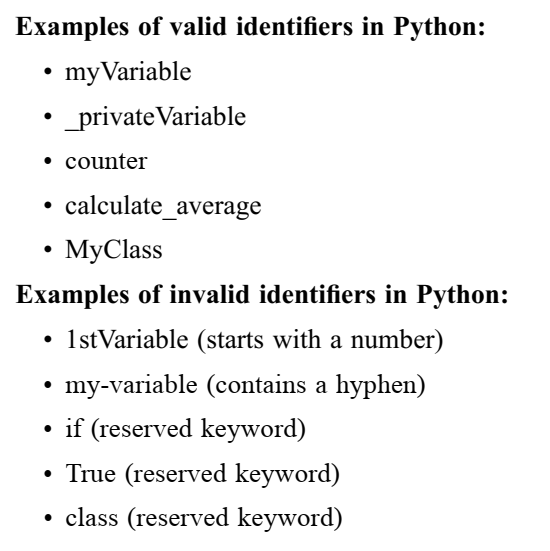 Examples of valid identifiers in Python:
• myVariable
• _privateVariable
• counter
• calculate_average
• MyClass
Examples of invalid identifiers in Python:
• 1stVariable (starts with a number)
• my-variable (contains a hyphen)
• if (reserved keyword)
• True (reserved keyword)
• class (reserved keyword)